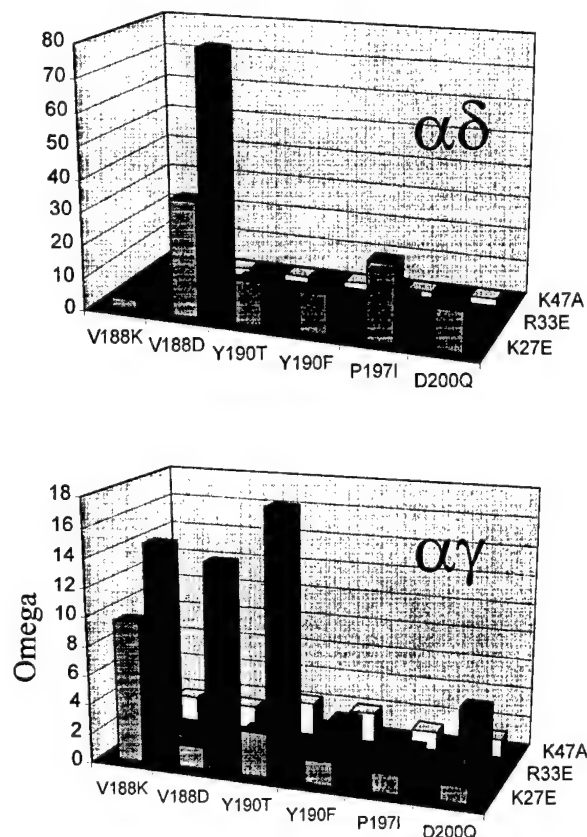 80
70
60
50
40
30
20
10
0
αδ
V188K
V188D
Y190T
Y190F
P197I
D200Q
K47A
R33E
K27E
Omega
18
16
14
12
10
8
6
4
2
0
αγ
V188K
V188D
Y190T
Y190F
P197I
D200Q
K47A
R33E
K27E